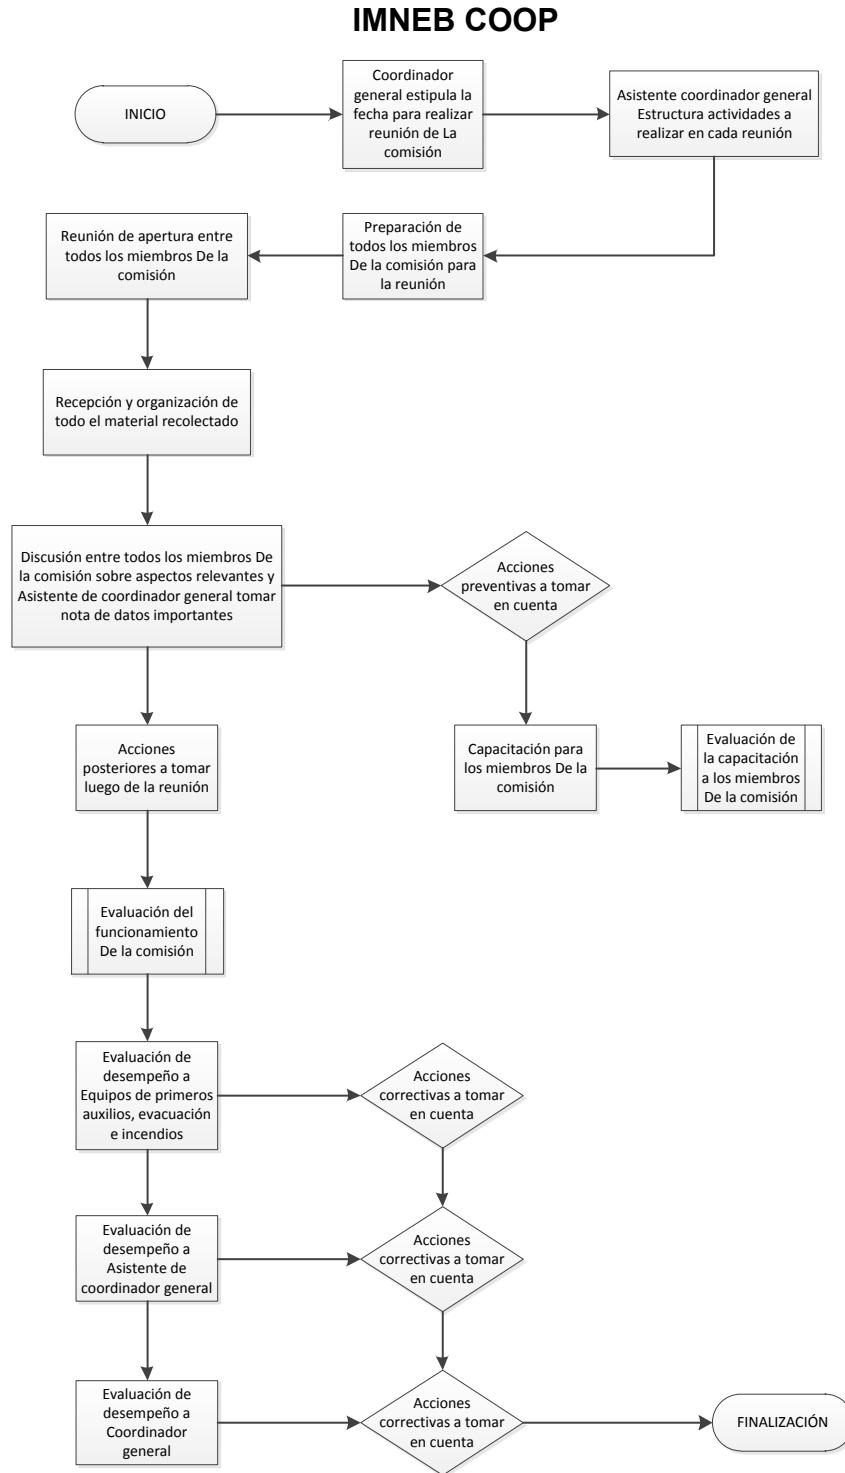 IMNEB COOP
INICIO
Coordinador
general estipula la
fecha para realizar
reunión de La
comisión
Asistente coordinador general
Estructura actividades a
realizar en cada reunión
Reunión de apertura entre
todos los miembros De la
comisión
Preparación de
todos los miembros
De la comisión para
la reunión
Recepción y organización de
todo el material recolectado
Discusión entre todos los miembros De
la comisión sobre aspectos relevantes y
Asistente de coordinador general tomar
nota de datos importantes
Acciones
preventivas a tomar
en cuenta
Acciones
posteriores a tomar
luego de la reunión
Capacitación para
los miembros De la
comisión
Evaluación de
la capacitación
a los miembros
De la comisión
Evaluación del
funcionamiento
De la comisión
Evaluación de
desempeño a
Equipos de primeros
auxilios, evacuación
e incendios
Acciones
correctivas a tomar
en cuenta
Evaluación de
desempeño a
Asistente de
coordinador general
Acciones
correctivas a tomar
en cuenta
Evaluación de
desempeño a
Coordinador
general
Acciones
correctivas a tomar
en cuenta
FINALIZACIÓN